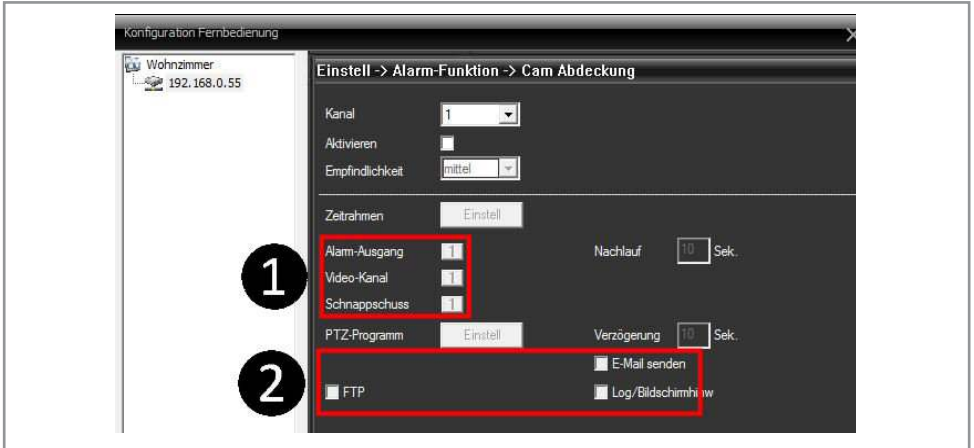 Konfiguration Fernbedienung
Wohnzimmer
192.168.0.55
Einstell -> Alarm-Funktion -> Cam Abdeckung
Kanal 1
Aktivieren
Empfindlichkeit mittel
Zeitrahmen Einstell
Alarm-Ausgang 1 Nachlauf 10 Sek.
1
Video-Kanal 1
Schnappschuss 1
PTZ-Programm Einstell Verzögerung 10 Sek.
E-Mail senden
2
FTP Log/Bildschirmhinw